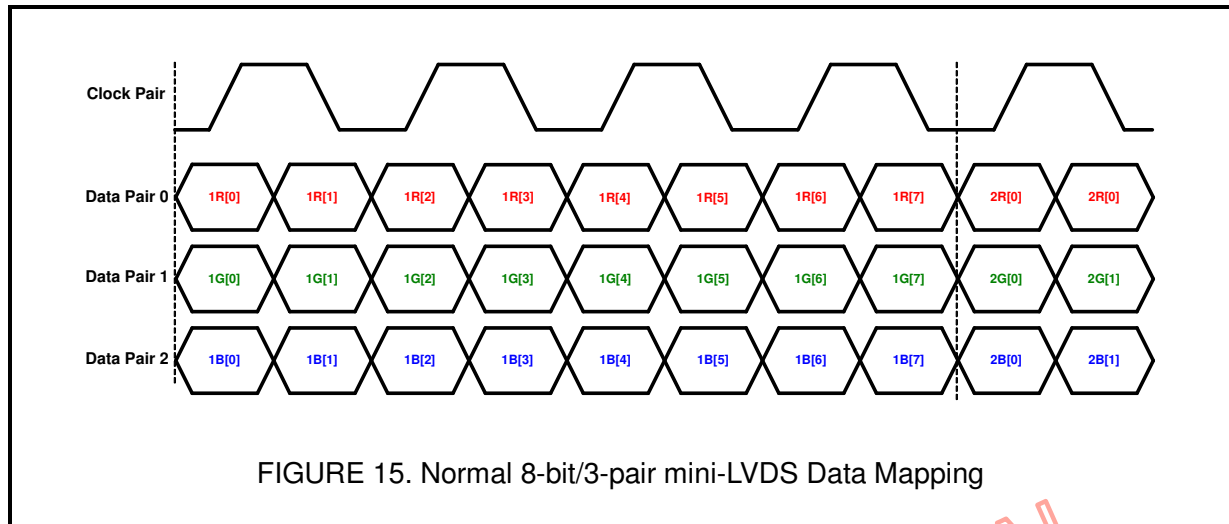 Clock Pair
Data Pair 0 1R[0] 1R[1] 1R[2] 1R[3] 1R[4] 1R[5] 1R[6] 1R[7] 2R[0] 2R[0]
Data Pair 1 1G[0] 1G[1] 1G[2] 1G[3] 1G[4] 1G[5] 1G[6] 1G[7] 2G[0] 2G[1]
Data Pair 2 1B[0] 1B[1] 1B[2] 1B[3] 1B[4] 1B[5] 1B[6] 1B[7] 2B[0] 2B[1]
FIGURE 15. Normal 8-bit/3-pair mini-LVDS Data Mapping